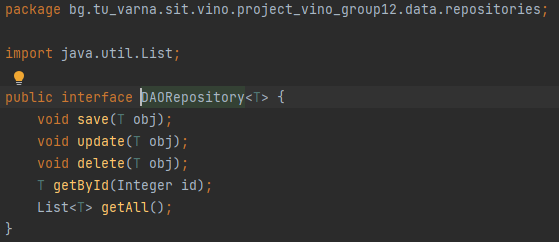 package bg.tu_varna.sit.vino.project_vino_group12.data.repositories;
import java.util.List;
public interface DAORepository<T> {
void save(T obj);
void update(T obj);
void delete(T obj);
T getById(Integer id);
List<T> getAll();
}